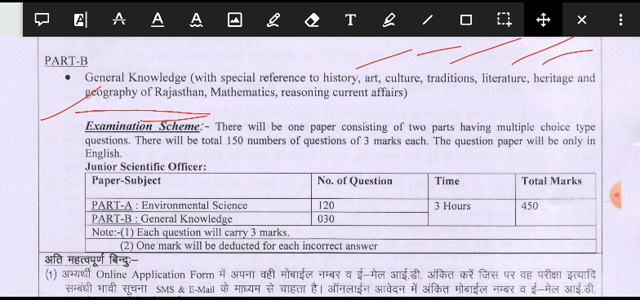 PART-B
• General Knowledge (with special reference to history, art, culture, traditions, literature, heritage and
geography of Rajasthan, Mathematics, reasoning current affairs)
Examination Scheme:- There will be one paper consisting of two parts having multiple choice type
questions. There will be total 150 numbers of questions of 3 marks each. The question paper will be only in
English.
Junior Scientific Officer:
Paper-Subject No. of Question Time Total Marks
PART-A : Environmental Science 120 3 Hours 450
PART-B : General Knowledge 030
Note:-(1) Each question will carry 3 marks.
(2) One mark will be deducted for each incorrect answer
अति महत्वपूर्ण बिन्दु:-
(1) अभ्यर्थी Online Application Form में अपना वही मोबाईल नम्बर व ई–मेल आई.डी. अंकित करें जिस पर वह परीक्षा इत्यादि
सम्बंधी भावी सूचना SMS & E-Mail के माध्यम से चाहता है। ऑनलाईन आवेदन में अंकित मोबाईल नम्बर व ई–मेल आई.डी.